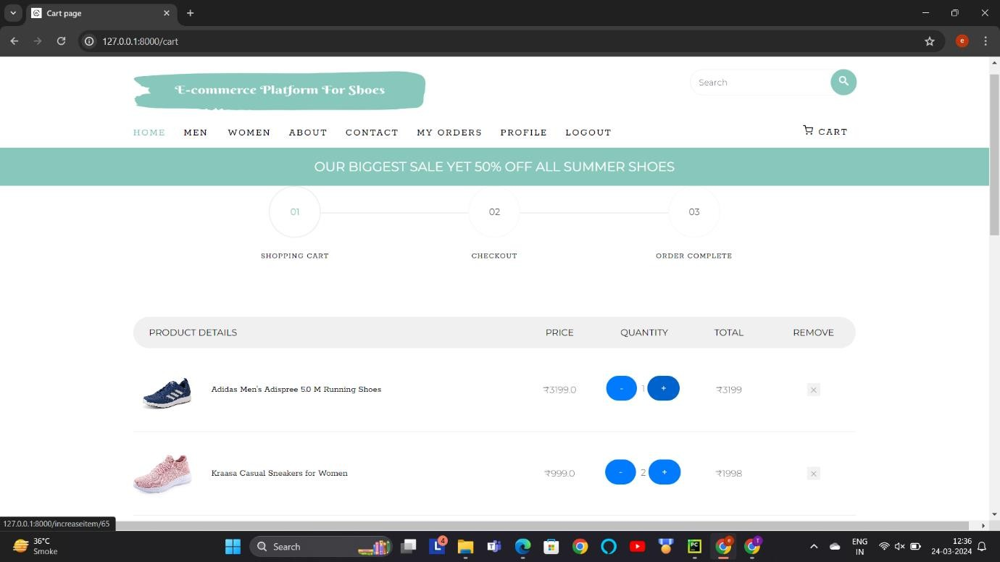 Cart page
127.0.0.1:8000/cart
e
E-commerce Platform For Shoes
Search
HOME MEN WOMEN ABOUT CONTACT MY ORDERS PROFILE LOGOUT CART
OUR BIGGEST SALE YET 50% OFF ALL SUMMER SHOES
01 02 03
SHOPPING CART CHECKOUT ORDER COMPLETE
PRODUCT DETAILS PRICE QUANTITY TOTAL REMOVE
Adidas Men's Adispree 5.0 M Running Shoes ₹3199.0 - 1 + ₹3199
Kraasa Casual Sneakers for Women ₹999.0 - 2 + ₹1998
127.0.0.1:8000/increaseitem/65
36°C
Smoke
Search
L 4
PC
e
T
ENG
IN
12:36
24-03-2024